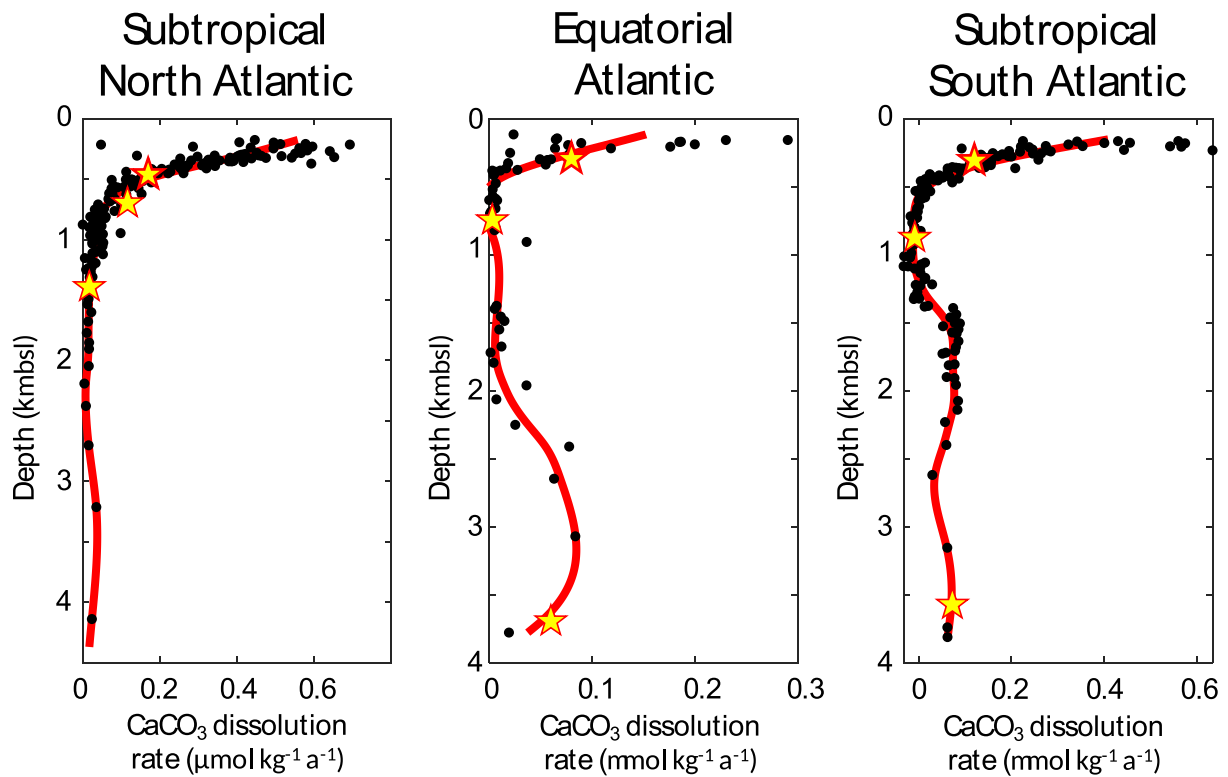 Subtropical
North Atlantic
0
1
2
3
4
Depth (kmbsl)
0 0.2 0.4 0.6
CaCO3 dissolution
rate (µmol kg-1 a-1)
Equatorial
Atlantic
0
1
2
3
4
Depth (kmbsl)
0 0.1 0.2 0.3
CaCO3 dissolution
rate (mmol kg-1 a-1)
Subtropical
South Atlantic
0
1
2
3
4
Depth (kmbsl)
0 0.2 0.4 0.6
CaCO3 dissolution
rate (mmol kg-1 a-1)